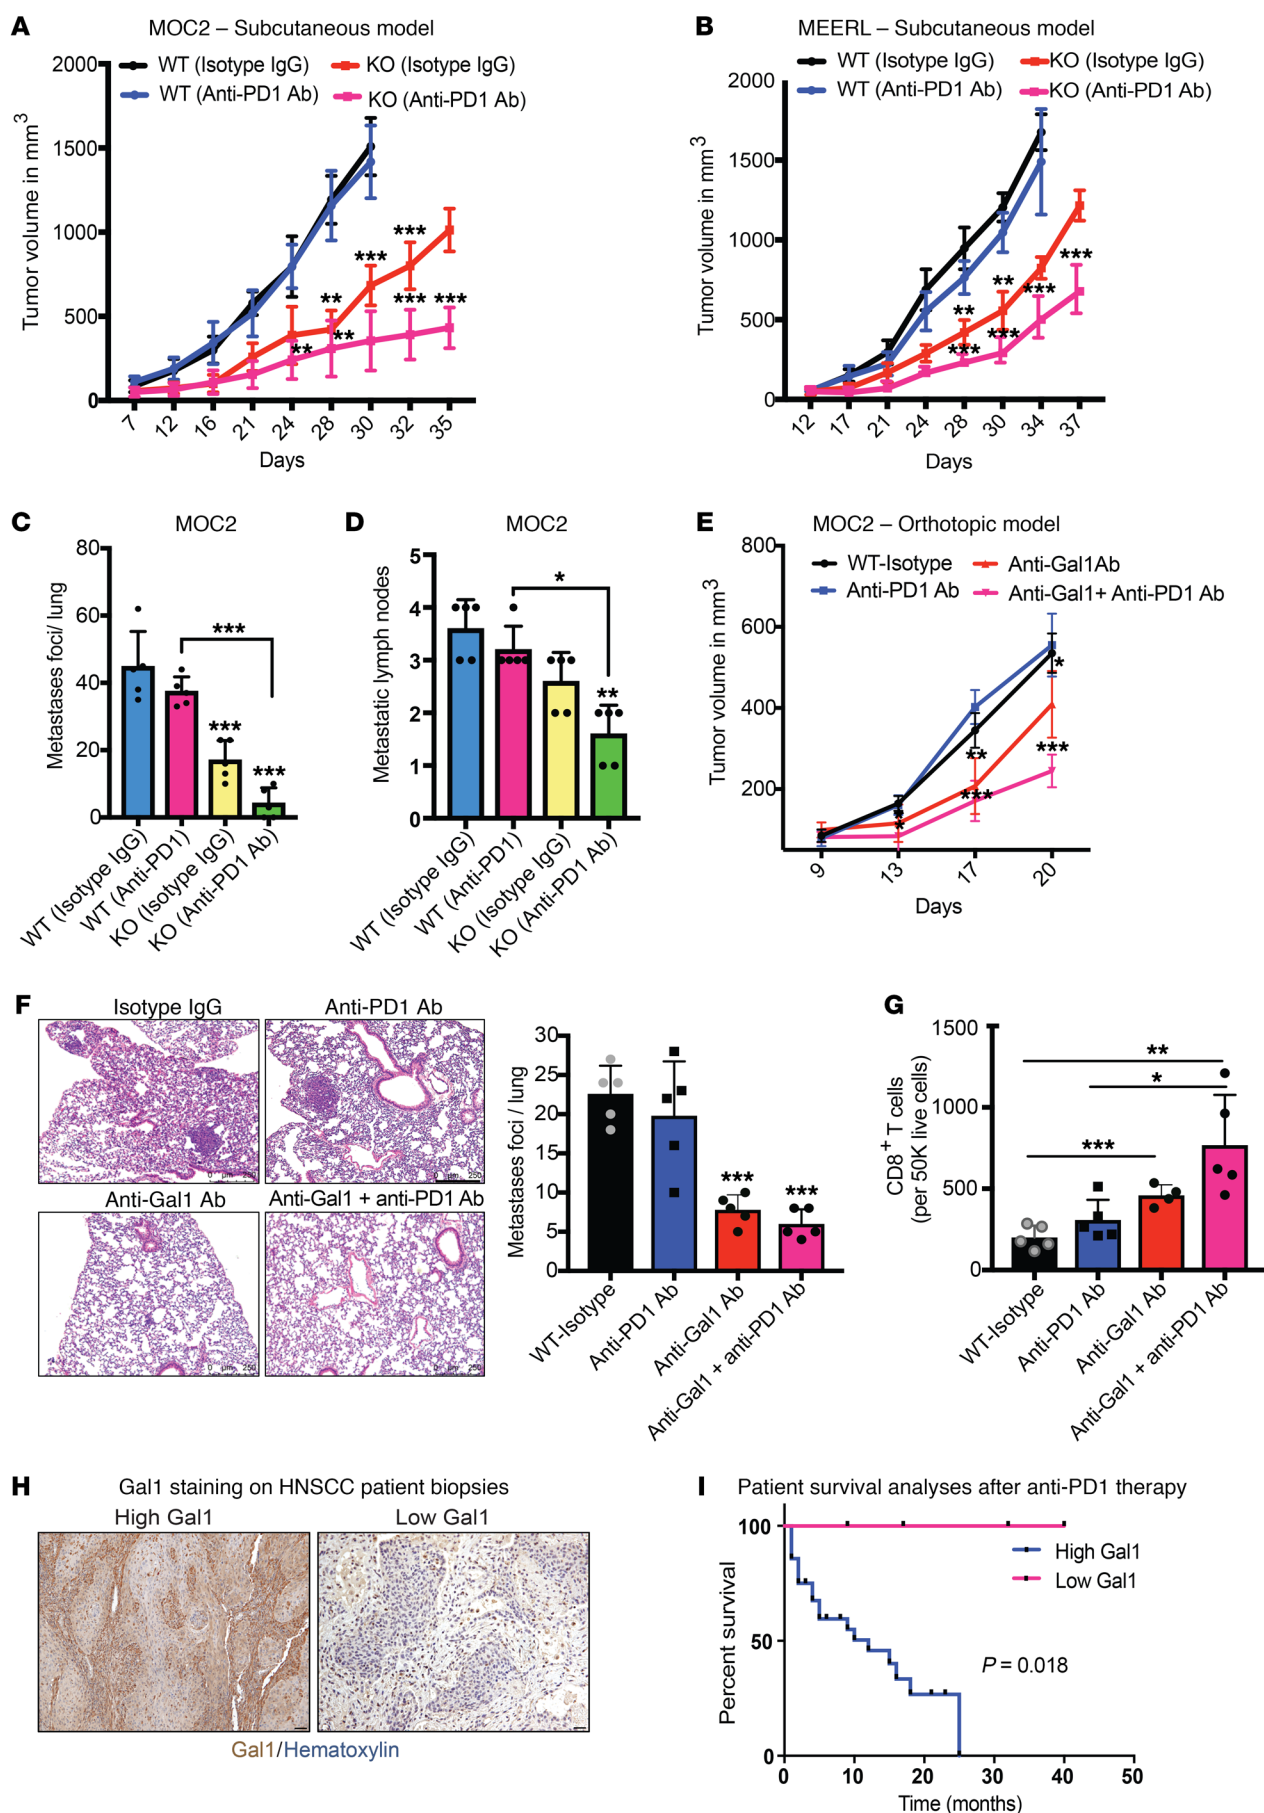 A
MOC2 – Subcutaneous model
WT (Isotype IgG)
KO (Isotype IgG)
WT (Anti-PD1 Ab)
KO (Anti-PD1 Ab)
Tumor volume in mm3
2000
1500
1000
500
0
***
***
**
**
**
***
***
7 12 16 21 24 28 30 32 35
Days
B
MEERL – Subcutaneous model
WT (Isotype IgG)
KO (Isotype IgG)
WT (Anti-PD1 Ab)
KO (Anti-PD1 Ab)
Tumor volume in mm3
2000
1500
1000
500
0
**
**
***
***
***
***
12 17 21 24 28 30 34 37
Days
C
MOC2
Metastases foci/ lung
80
60
40
20
0
***
***
***
WT (Isotype IgG)
WT (Anti-PD1)
KO (Isotype IgG)
KO (Anti-PD1 Ab)
D
MOC2
Metastatic lymph nodes
5
4
3
2
1
0
*
**
WT (Isotype IgG)
WT (Anti-PD1)
KO (Isotype IgG)
KO (Anti-PD1 Ab)
E
MOC2 – Orthotopic model
WT-Isotype
Anti-Gal1Ab
Anti-PD1 Ab
Anti-Gal1+ Anti-PD1 Ab
Tumor volume in mm3
800
600
400
200
*
*
**
***
*
***
9 13 17 20
Days
F
Isotype IgG
Anti-PD1 Ab
0 µm 250
0 µm 250
Anti-Gal1 Ab
Anti-Gal1 + anti-PD1 Ab
0 µm 250
0 µm 250
Metastases foci / lung
30
25
20
15
10
5
0
***
***
WT-Isotype
Anti-PD1 Ab
Anti-Gal1 Ab
Anti-Gal1 + anti-PD1 Ab
G
CD8+ T cells
(per 50K live cells)
1500
1000
500
0
**
*
***
WT-Isotype
Anti-PD1 Ab
Anti-Gal1 Ab
Anti-Gal1 + anti-PD1 Ab
H
Gal1 staining on HNSCC patient biopsies
High Gal1
Low Gal1
Gal1/Hematoxylin
I
Patient survival analyses after anti-PD1 therapy
Percent survival
100
50
0
High Gal1
Low Gal1
P = 0.018
0 10 20 30 40 50
Time (months)